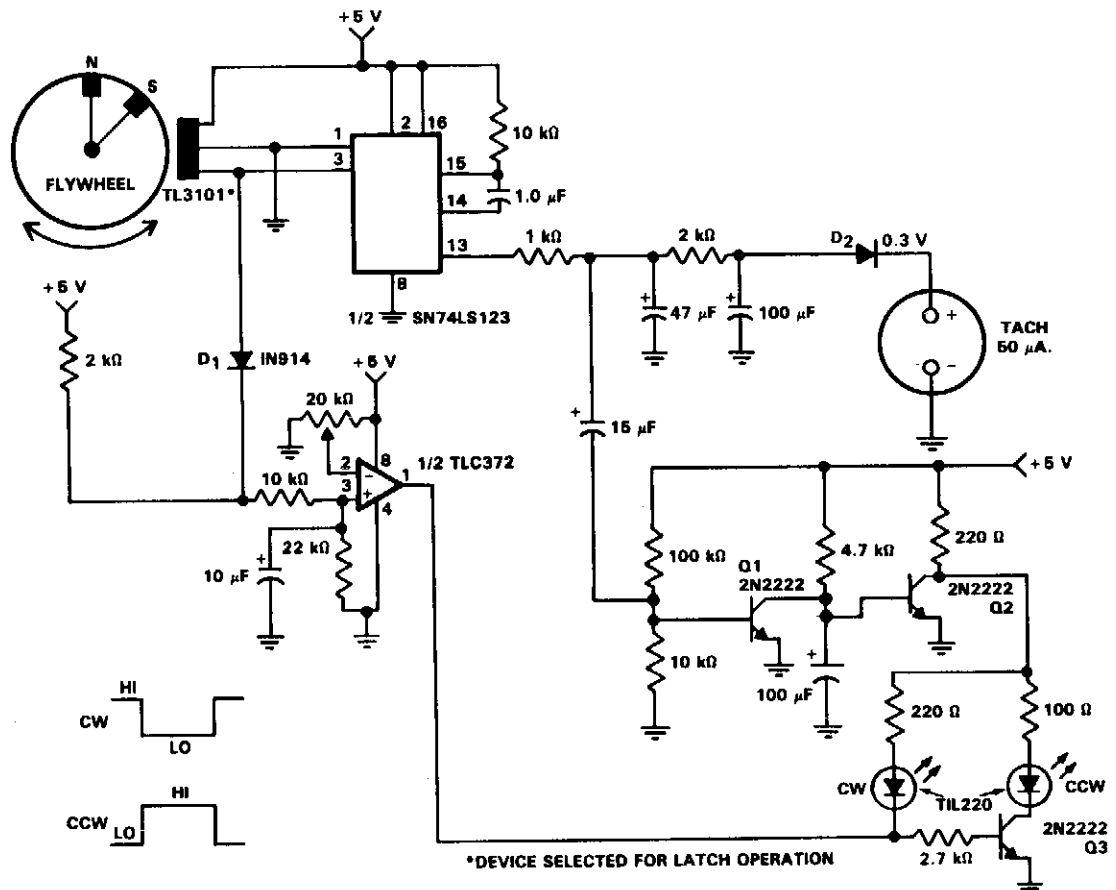 +5 V
N
S
FLYWHEEL
TL3101*
1
3
2
16
15
14
13
8
10 kΩ
1.0 µF
1/2 SN74LS123
1 kΩ
2 kΩ
47 µF
100 µF
D2
0.3 V
+
-
TACH
50 µA.
+5 V
2 kΩ
D1
IN914
+5 V
20 kΩ
2
3
8
1
4
-
+
1/2 TLC372
10 kΩ
22 kΩ
10 µF
+
15 µF
+5 V
100 kΩ
10 kΩ
Q1
2N2222
4.7 kΩ
100 µF
220 Ω
2N2222
Q2
220 Ω
100 Ω
CW
TIL220
CCW
2N2222
Q3
2.7 kΩ
HI
CW
LO
HI
CCW
LO
*DEVICE SELECTED FOR LATCH OPERATION